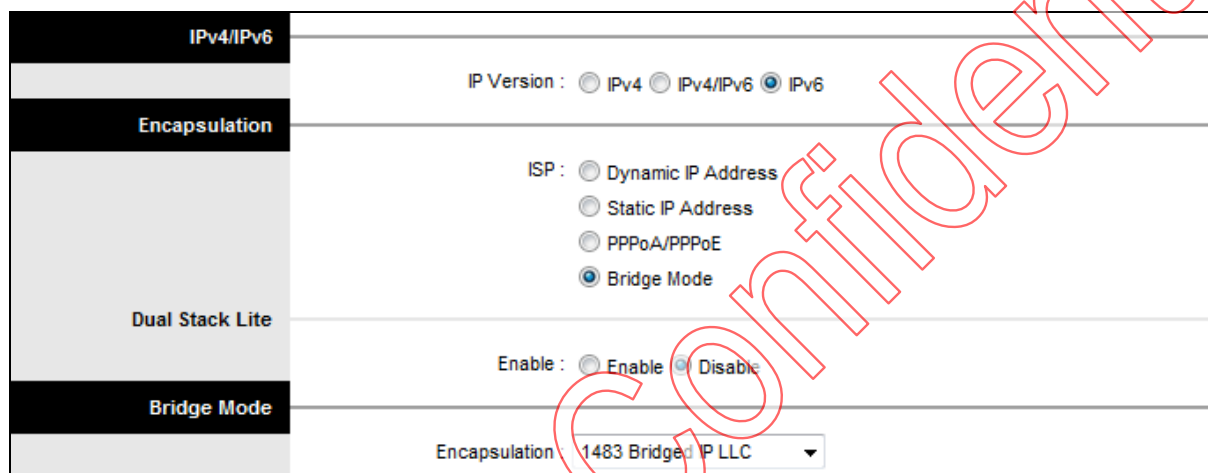 IPv4/IPv6
IP Version : IPv4 IPv4/IPv6 IPv6
Encapsulation
ISP : Dynamic IP Address
Static IP Address
PPPoA/PPPoE
Bridge Mode
Dual Stack Lite
Enable : Enable Disable
Bridge Mode
Encapsulation : 1483 Bridged IP LLC
Confident